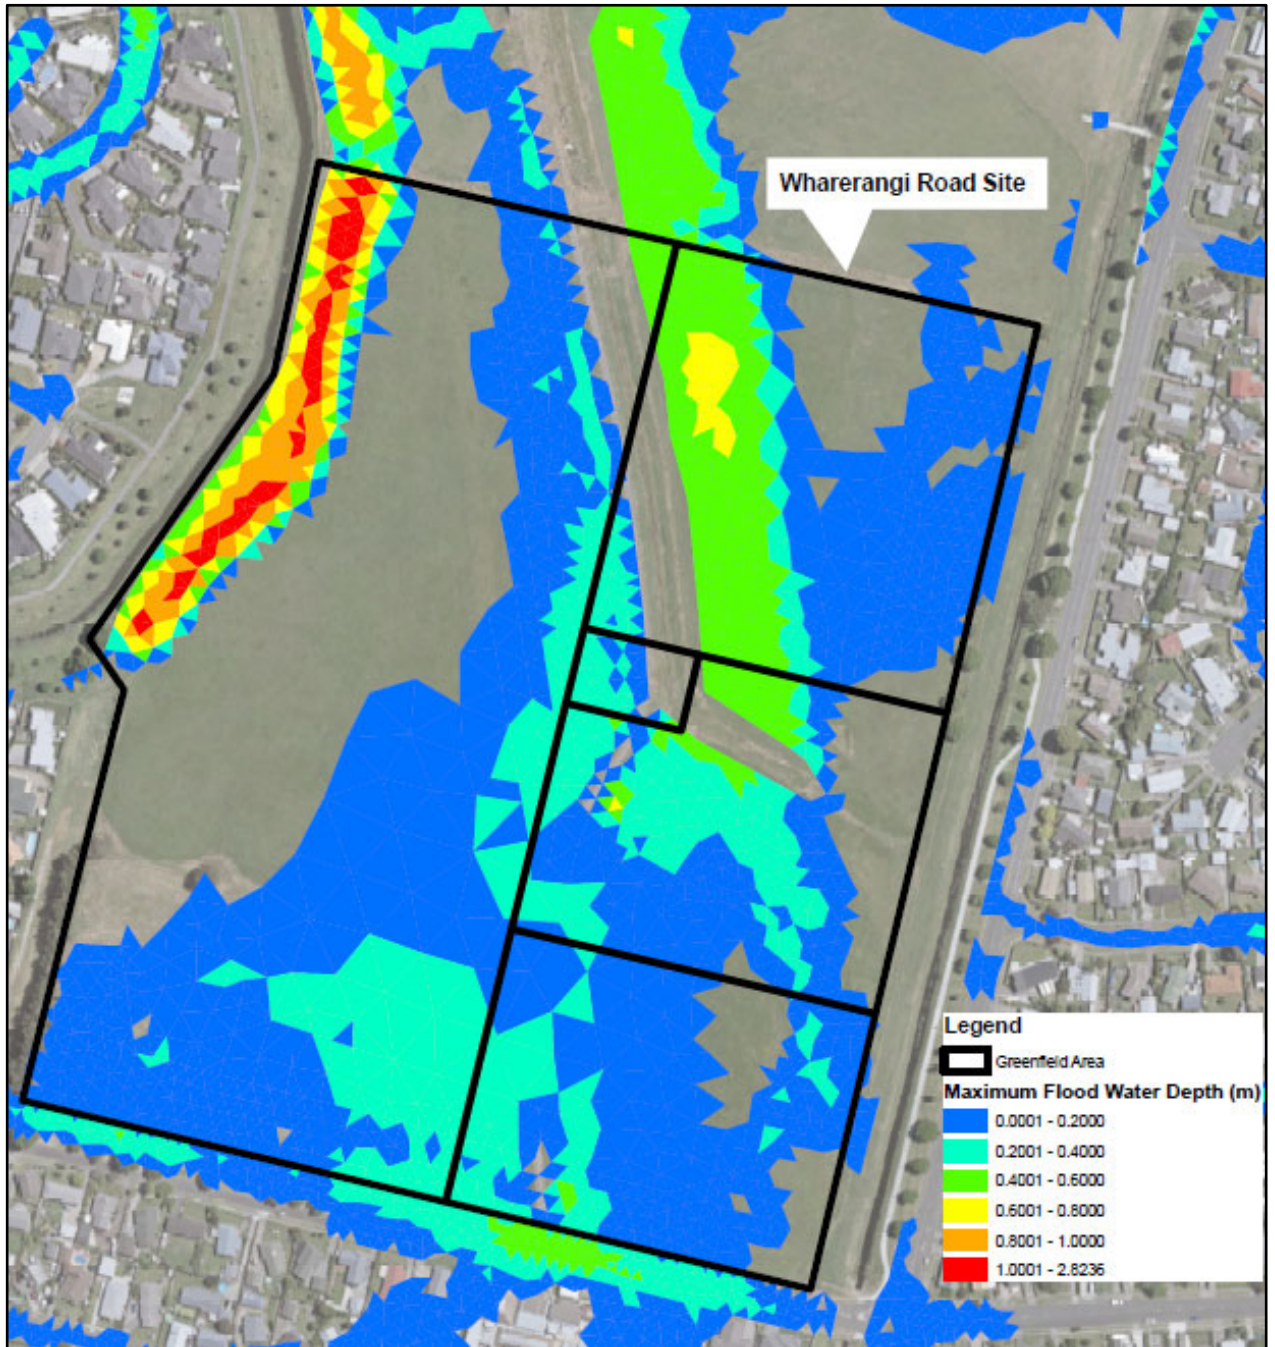 Wharerangi Road Site
Legend
Greenfield Area
Maximum Flood Water Depth (m)
0.0001 - 0.2000
0.2001 - 0.4000
0.4001 - 0.6000
0.6001 - 0.8000
0.8001 - 1.0000
1.0001 - 2.8236